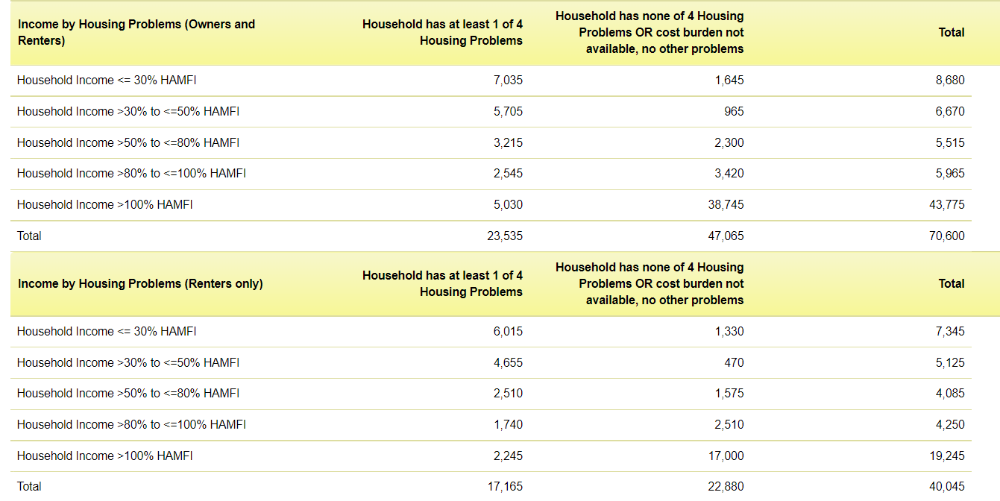 Income by Housing Problems (Owners and Renters) Household has at least 1 of 4 Housing Problems Household has none of 4 Housing Problems OR cost burden not available, no other problems Total
Household Income <= 30% HAMFI 7,035 1,645 8,680
Household Income >30% to <=50% HAMFI 5,705 965 6,670
Household Income >50% to <=80% HAMFI 3,215 2,300 5,515
Household Income >80% to <=100% HAMFI 2,545 3,420 5,965
Household Income >100% HAMFI 5,030 38,745 43,775
Total 23,535 47,065 70,600
Income by Housing Problems (Renters only) Household has at least 1 of 4 Housing Problems Household has none of 4 Housing Problems OR cost burden not available, no other problems Total
Household Income <= 30% HAMFI 6,015 1,330 7,345
Household Income >30% to <=50% HAMFI 4,655 470 5,125
Household Income >50% to <=80% HAMFI 2,510 1,575 4,085
Household Income >80% to <=100% HAMFI 1,740 2,510 4,250
Household Income >100% HAMFI 2,245 17,000 19,245
Total 17,165 22,880 40,045